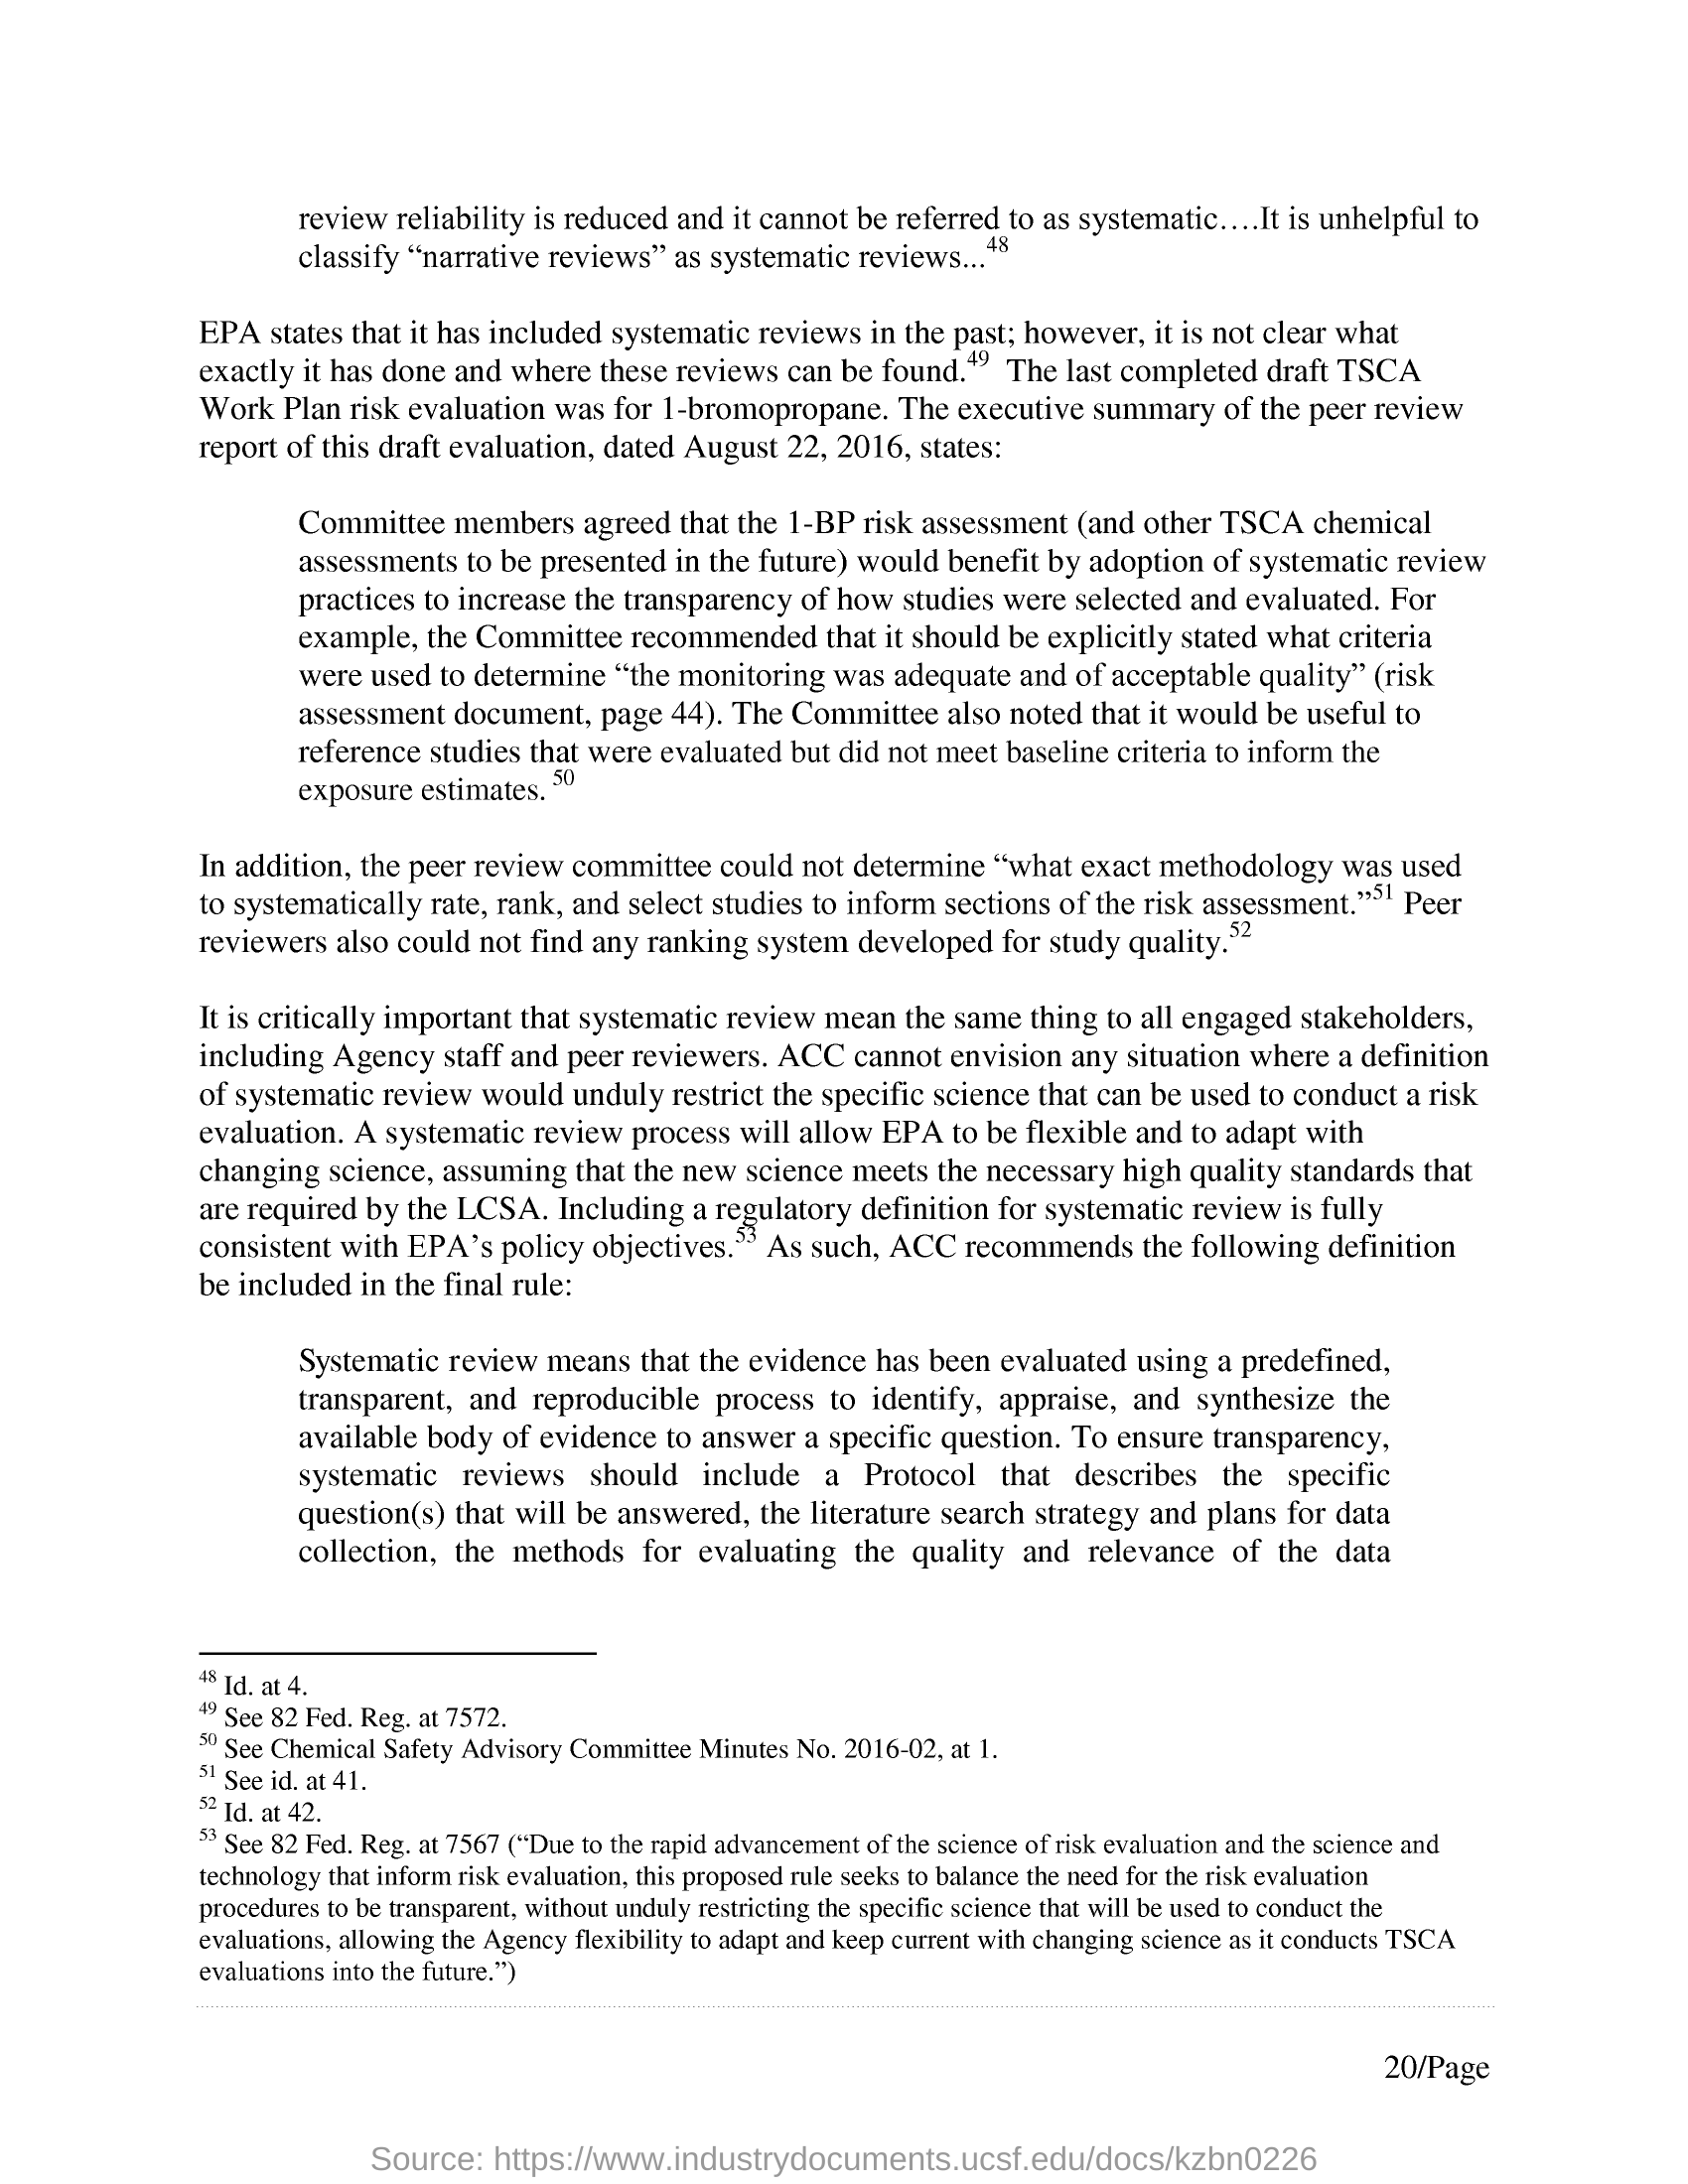 review reliability is reduced and it cannot be referred to as systematic….It is unhelpful to
classify “narrative reviews” as systematic reviews...48
EPA states that it has included systematic reviews in the past; however, it is not clear what
exactly it has done and where these reviews can be found.49 The last completed draft TSCA
Work Plan risk evaluation was for 1-bromopropane. The executive summary of the peer review
report of this draft evaluation, dated August 22, 2016, states:
Committee members agreed that the 1-BP risk assessment (and other TSCA chemical
assessments to be presented in the future) would benefit by adoption of systematic review
practices to increase the transparency of how studies were selected and evaluated. For
example, the Committee recommended that it should be explicitly stated what criteria
were used to determine “the monitoring was adequate and of acceptable quality” (risk
assessment document, page 44). The Committee also noted that it would be useful to
reference studies that were evaluated but did not meet baseline criteria to inform the
exposure estimates. 50
In addition, the peer review committee could not determine “what exact methodology was used
to systematically rate, rank, and select studies to inform sections of the risk assessment.”51 Peer
reviewers also could not find any ranking system developed for study quality.52
It is critically important that systematic review mean the same thing to all engaged stakeholders,
including Agency staff and peer reviewers. ACC cannot envision any situation where a definition
of systematic review would unduly restrict the specific science that can be used to conduct a risk
evaluation. A systematic review process will allow EPA to be flexible and to adapt with
changing science, assuming that the new science meets the necessary high quality standards that
are required by the LCSA. Including a regulatory definition for systematic review is fully
consistent with EPA’s policy objectives.53 As such, ACC recommends the following definition
be included in the final rule:
Systematic review means that the evidence has been evaluated using a predefined,
transparent, and reproducible process to identify, appraise, and synthesize the
available body of evidence to answer a specific question. To ensure transparency,
systematic reviews should include a Protocol that describes the specific
question(s) that will be answered, the literature search strategy and plans for data
collection, the methods for evaluating the quality and relevance of the data
48 Id. at 4.
49 See 82 Fed. Reg. at 7572.
50 See Chemical Safety Advisory Committee Minutes No. 2016-02, at 1.
51 See id. at 41.
52 Id. at 42.
53 See 82 Fed. Reg. at 7567 (“Due to the rapid advancement of the science of risk evaluation and the science and
technology that inform risk evaluation, this proposed rule seeks to balance the need for the risk evaluation
procedures to be transparent, without unduly restricting the specific science that will be used to conduct the
evaluations, allowing the Agency flexibility to adapt and keep current with changing science as it conducts TSCA
evaluations into the future.”)
20/Page
Source: https://www.industrydocuments.ucsf.edu/docs/kzbn0226